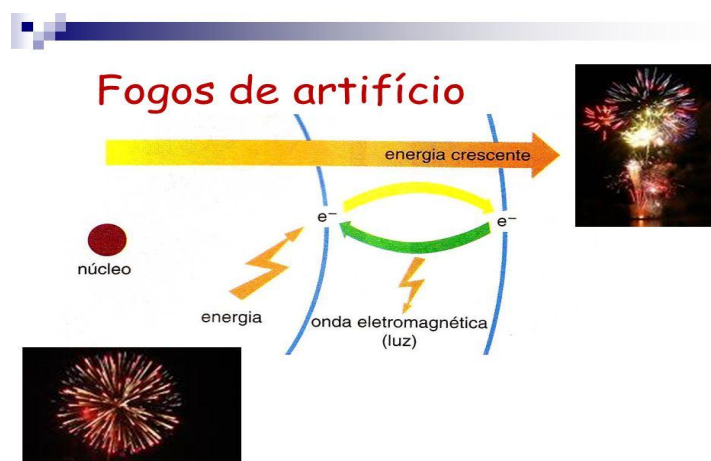 Fogos de artifício
energia crescente
e⁻
e⁻
núcleo
energia
onda eletromagnética
(luz)